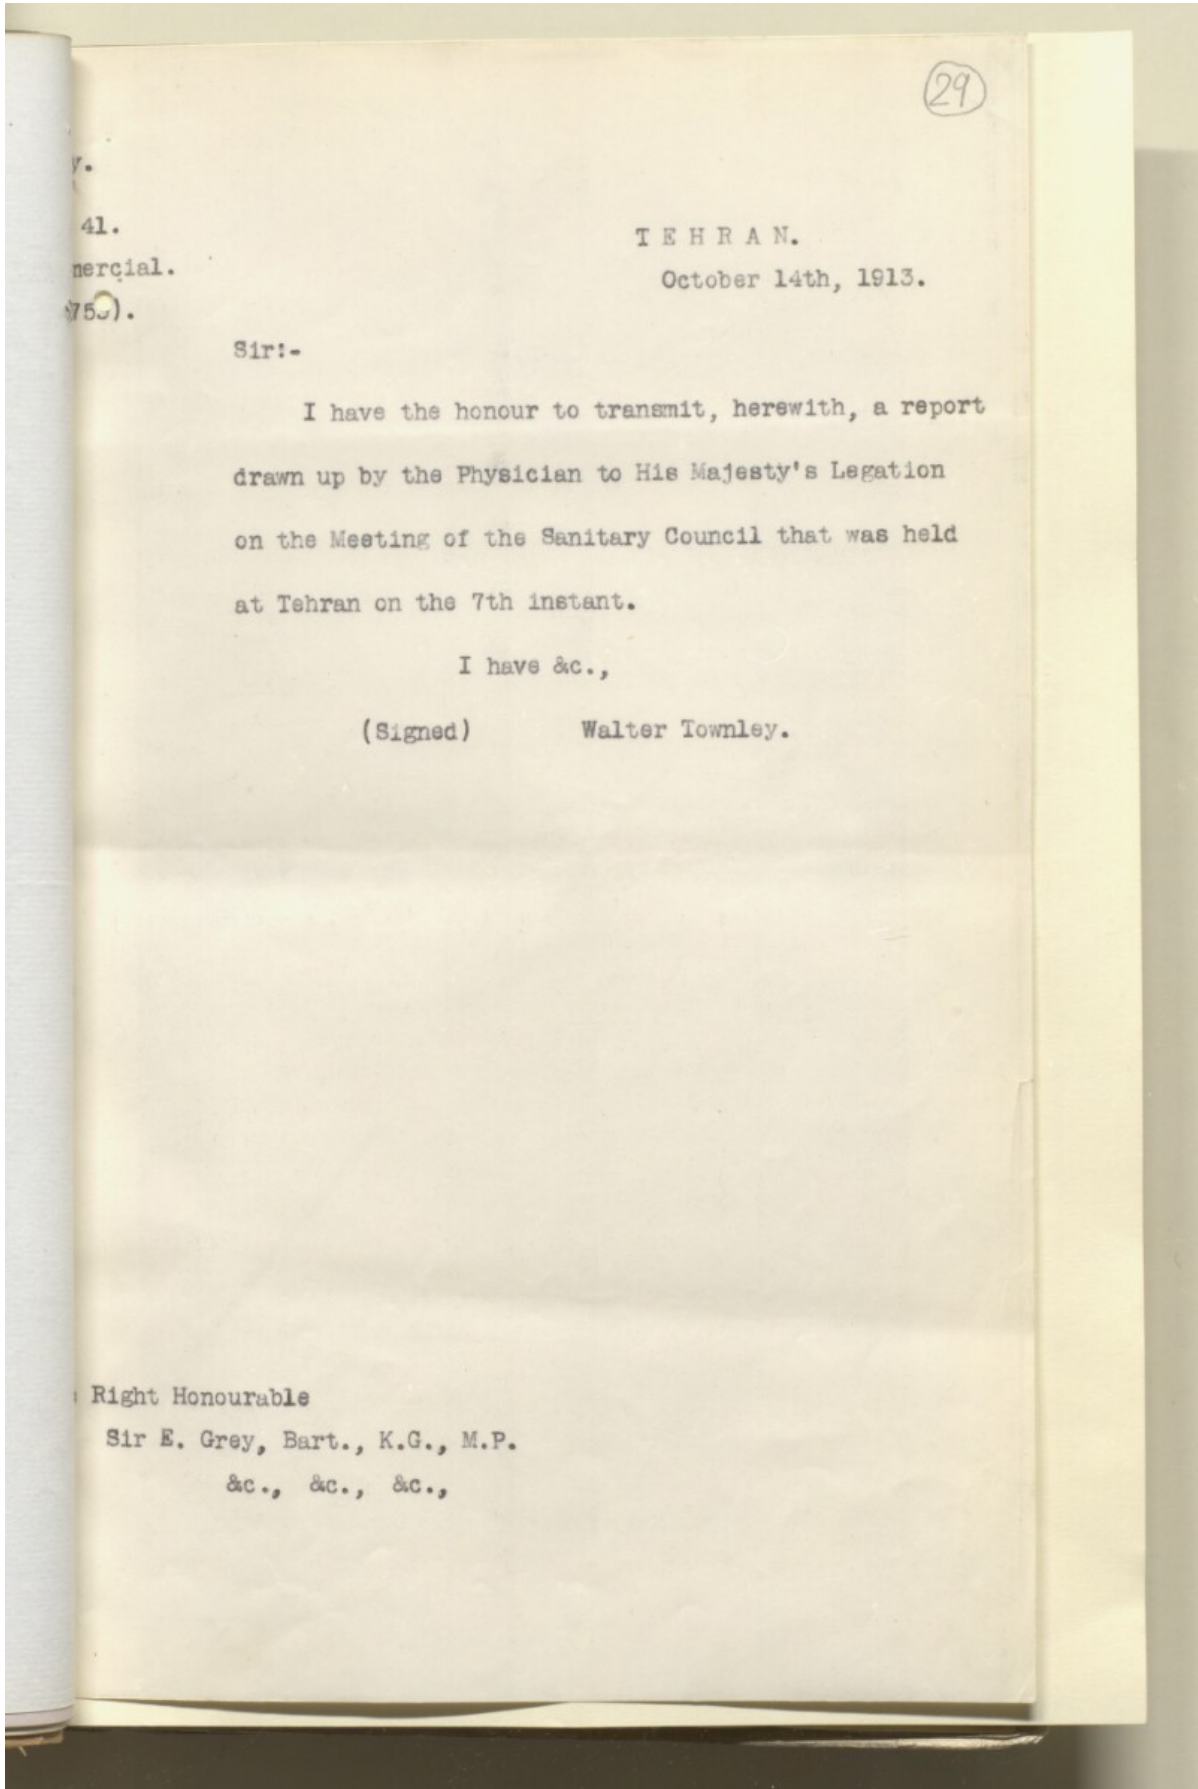 29
y.
41.
TEHRAN.
mercial.
October 14th, 1913.
Sir:-
I have the honour to transmit, herewith, a report
drawn up by the Physician to His Majesty's Legation
on the Meeting of the Sanitary Council that was held
at Tehran on the 7th instant.
I have &c.,
(Signed) Walter Townley.
Right Honourable
Sir E. Grey, Bart., K.G., M.P.
&c., &c., &c.,